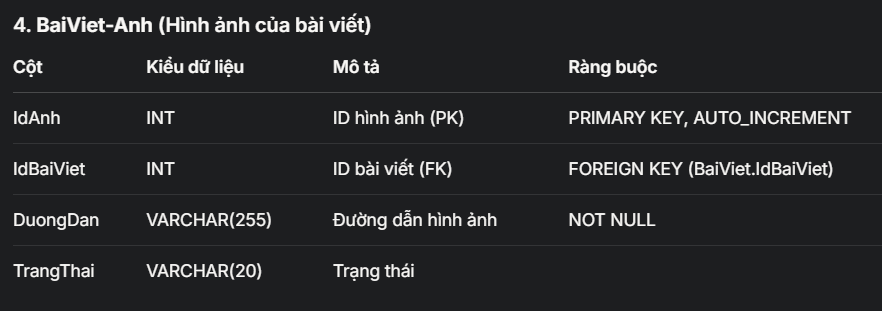 4. BaiViet-Anh (Hình ảnh của bài viết)
Cột Kiểu dữ liệu Mô tả Ràng buộc
IdAnh INT ID hình ảnh (PK) PRIMARY KEY, AUTO_INCREMENT
IdBaiViet INT ID bài viết (FK) FOREIGN KEY (BaiViet.IdBaiViet)
DuongDan VARCHAR(255) Đường dẫn hình ảnh NOT NULL
TrangThai VARCHAR(20) Trạng thái